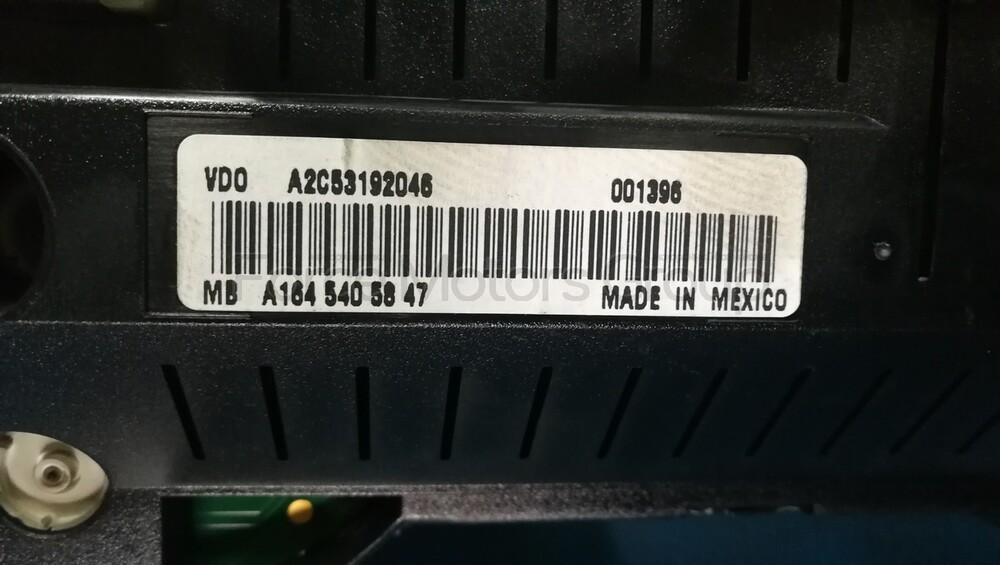 VDO A2C53192046 001396
MB A164 540 58 47 MADE IN MEXICO